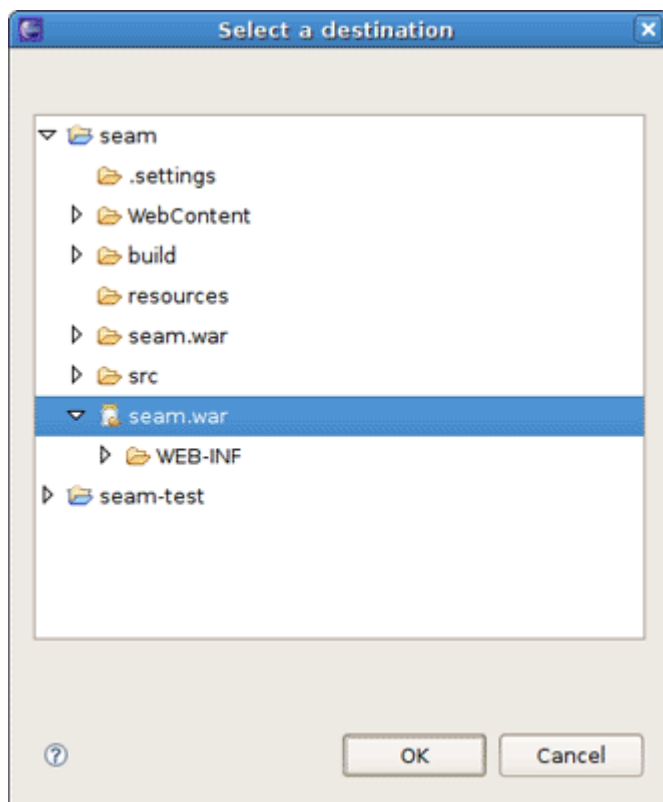 Select a destination
seam
.settings
WebContent
build
resources
seam.war
src
seam.war
WEB-INF
seam-test
OK
Cancel